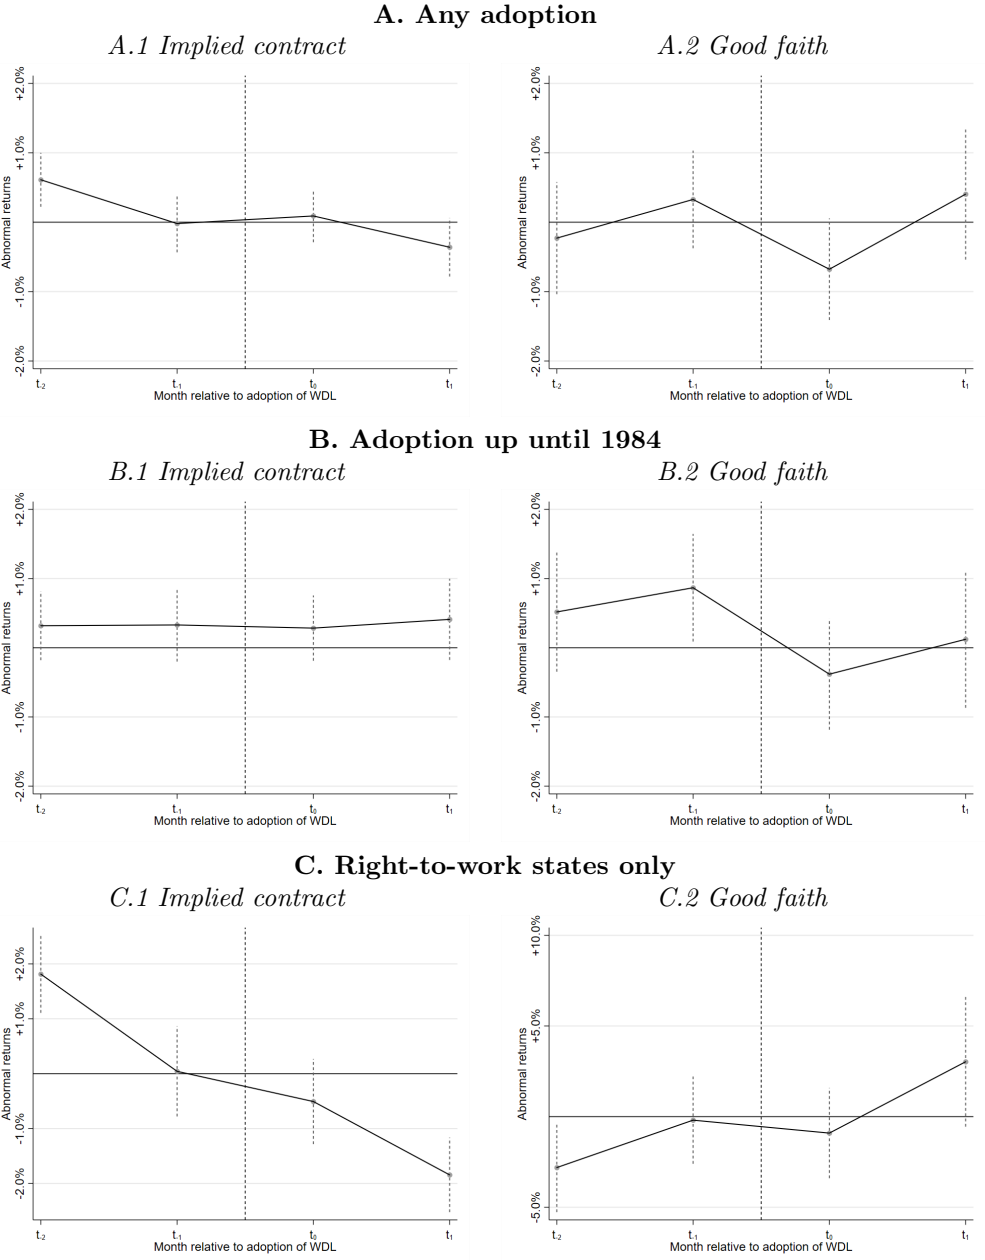 A. Any adoption
A.1 Implied contract
Abnormal returns
+2.0%
+1.0%
-1.0%
-2.0%
t-2
t-1
t0
t1
Month relative to adoption of WDL
A.2 Good faith
Abnormal returns
+2.0%
+1.0%
-1.0%
-2.0%
t-2
t-1
t0
t1
Month relative to adoption of WDL
B. Adoption up until 1984
B.1 Implied contract
Abnormal returns
+2.0%
+1.0%
-1.0%
-2.0%
t-2
t-1
t0
t1
Month relative to adoption of WDL
B.2 Good faith
Abnormal returns
+2.0%
+1.0%
-1.0%
-2.0%
t-2
t-1
t0
t1
Month relative to adoption of WDL
C. Right-to-work states only
C.1 Implied contract
Abnormal returns
+2.0%
+1.0%
-1.0%
-2.0%
t-2
t-1
t0
t1
Month relative to adoption of WDL
C.2 Good faith
Abnormal returns
+10.0%
+5.0%
-5.0%
t-2
t-1
t0
t1
Month relative to adoption of WDL